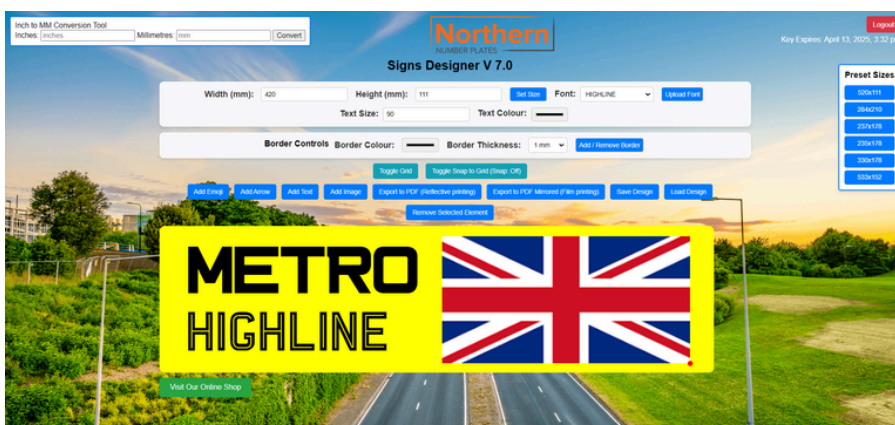 Inch to MM Conversion Tool
Inches: inches Millimetres: mm Convert
Northern
NUMBER PLATES
Signs Designer V 7.0
Logout
Key Expires: April 13, 2025, 3:32 p
Width (mm): 420 Height (mm): 111 Set Size Font: HIGHLINE Upload Font
Text Size: 90 Text Colour:
Border Controls Border Colour: Border Thickness: 1 mm Add / Remove Border
Toggle Grid Toggle Snap to Grid (Snap: Off)
Add Emoji Add Arrow Add Text Add Image Export to PDF (Reflective printing) Export to PDF Mirrored (Film printing) Save Design Load Design
Remove Selected Element
Preset Sizes
520x111
284x210
237x178
235x178
330x178
533x152
METRO
HIGHLINE
Visit Our Online Shop